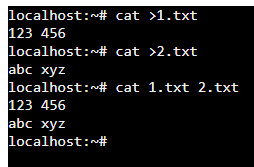 localhost:~# cat >1.txt
123 456
localhost:~# cat >2.txt
abc xyz
localhost:~# cat 1.txt 2.txt
123 456
abc xyz
localhost:~#